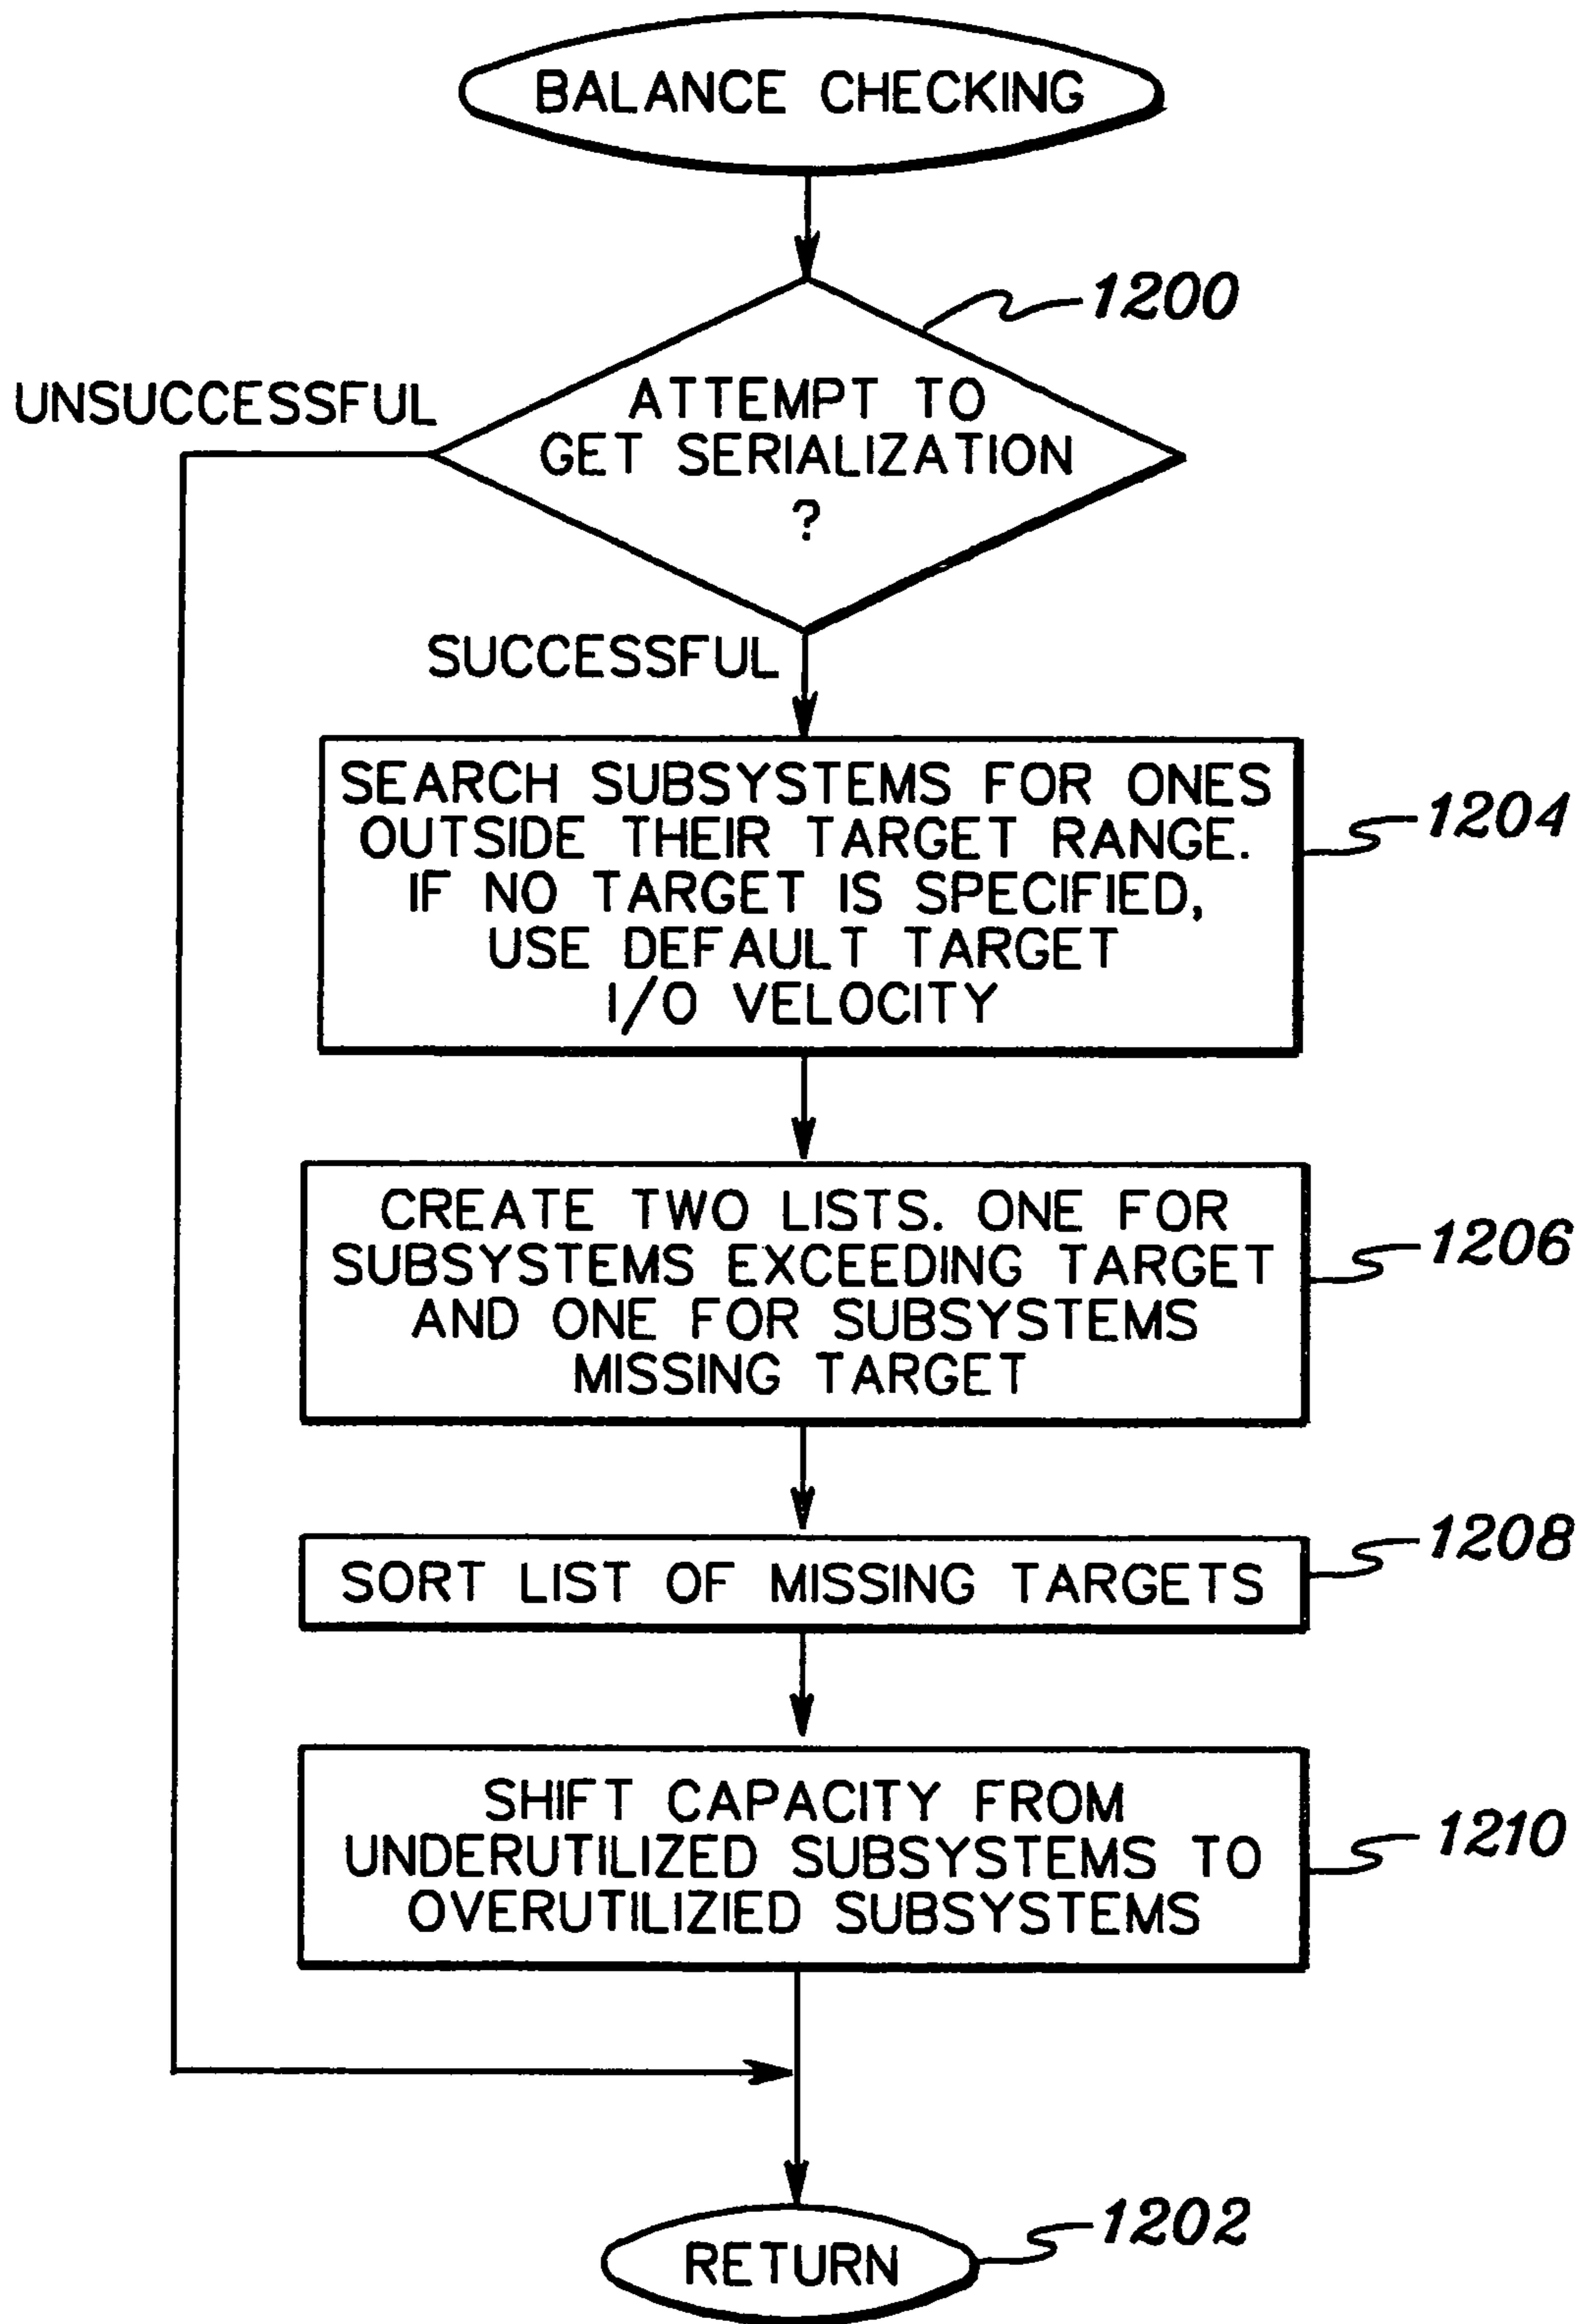 BALANCE CHECKING
1200
UNSUCCESSFUL
ATTEMPT TO
GET SERIALIZATION
?
SUCCESSFUL
SEARCH SUBSYSTEMS FOR ONES
OUTSIDE THEIR TARGET RANGE.
IF NO TARGET IS SPECIFIED,
USE DEFAULT TARGET
I/O VELOCITY
1204
CREATE TWO LISTS. ONE FOR
SUBSYSTEMS EXCEEDING TARGET
AND ONE FOR SUBSYSTEMS
MISSING TARGET
1206
SORT LIST OF MISSING TARGETS
1208
SHIFT CAPACITY FROM
UNDERUTILIZED SUBSYSTEMS TO
OVERUTILIZIED SUBSYSTEMS
1210
RETURN
1202